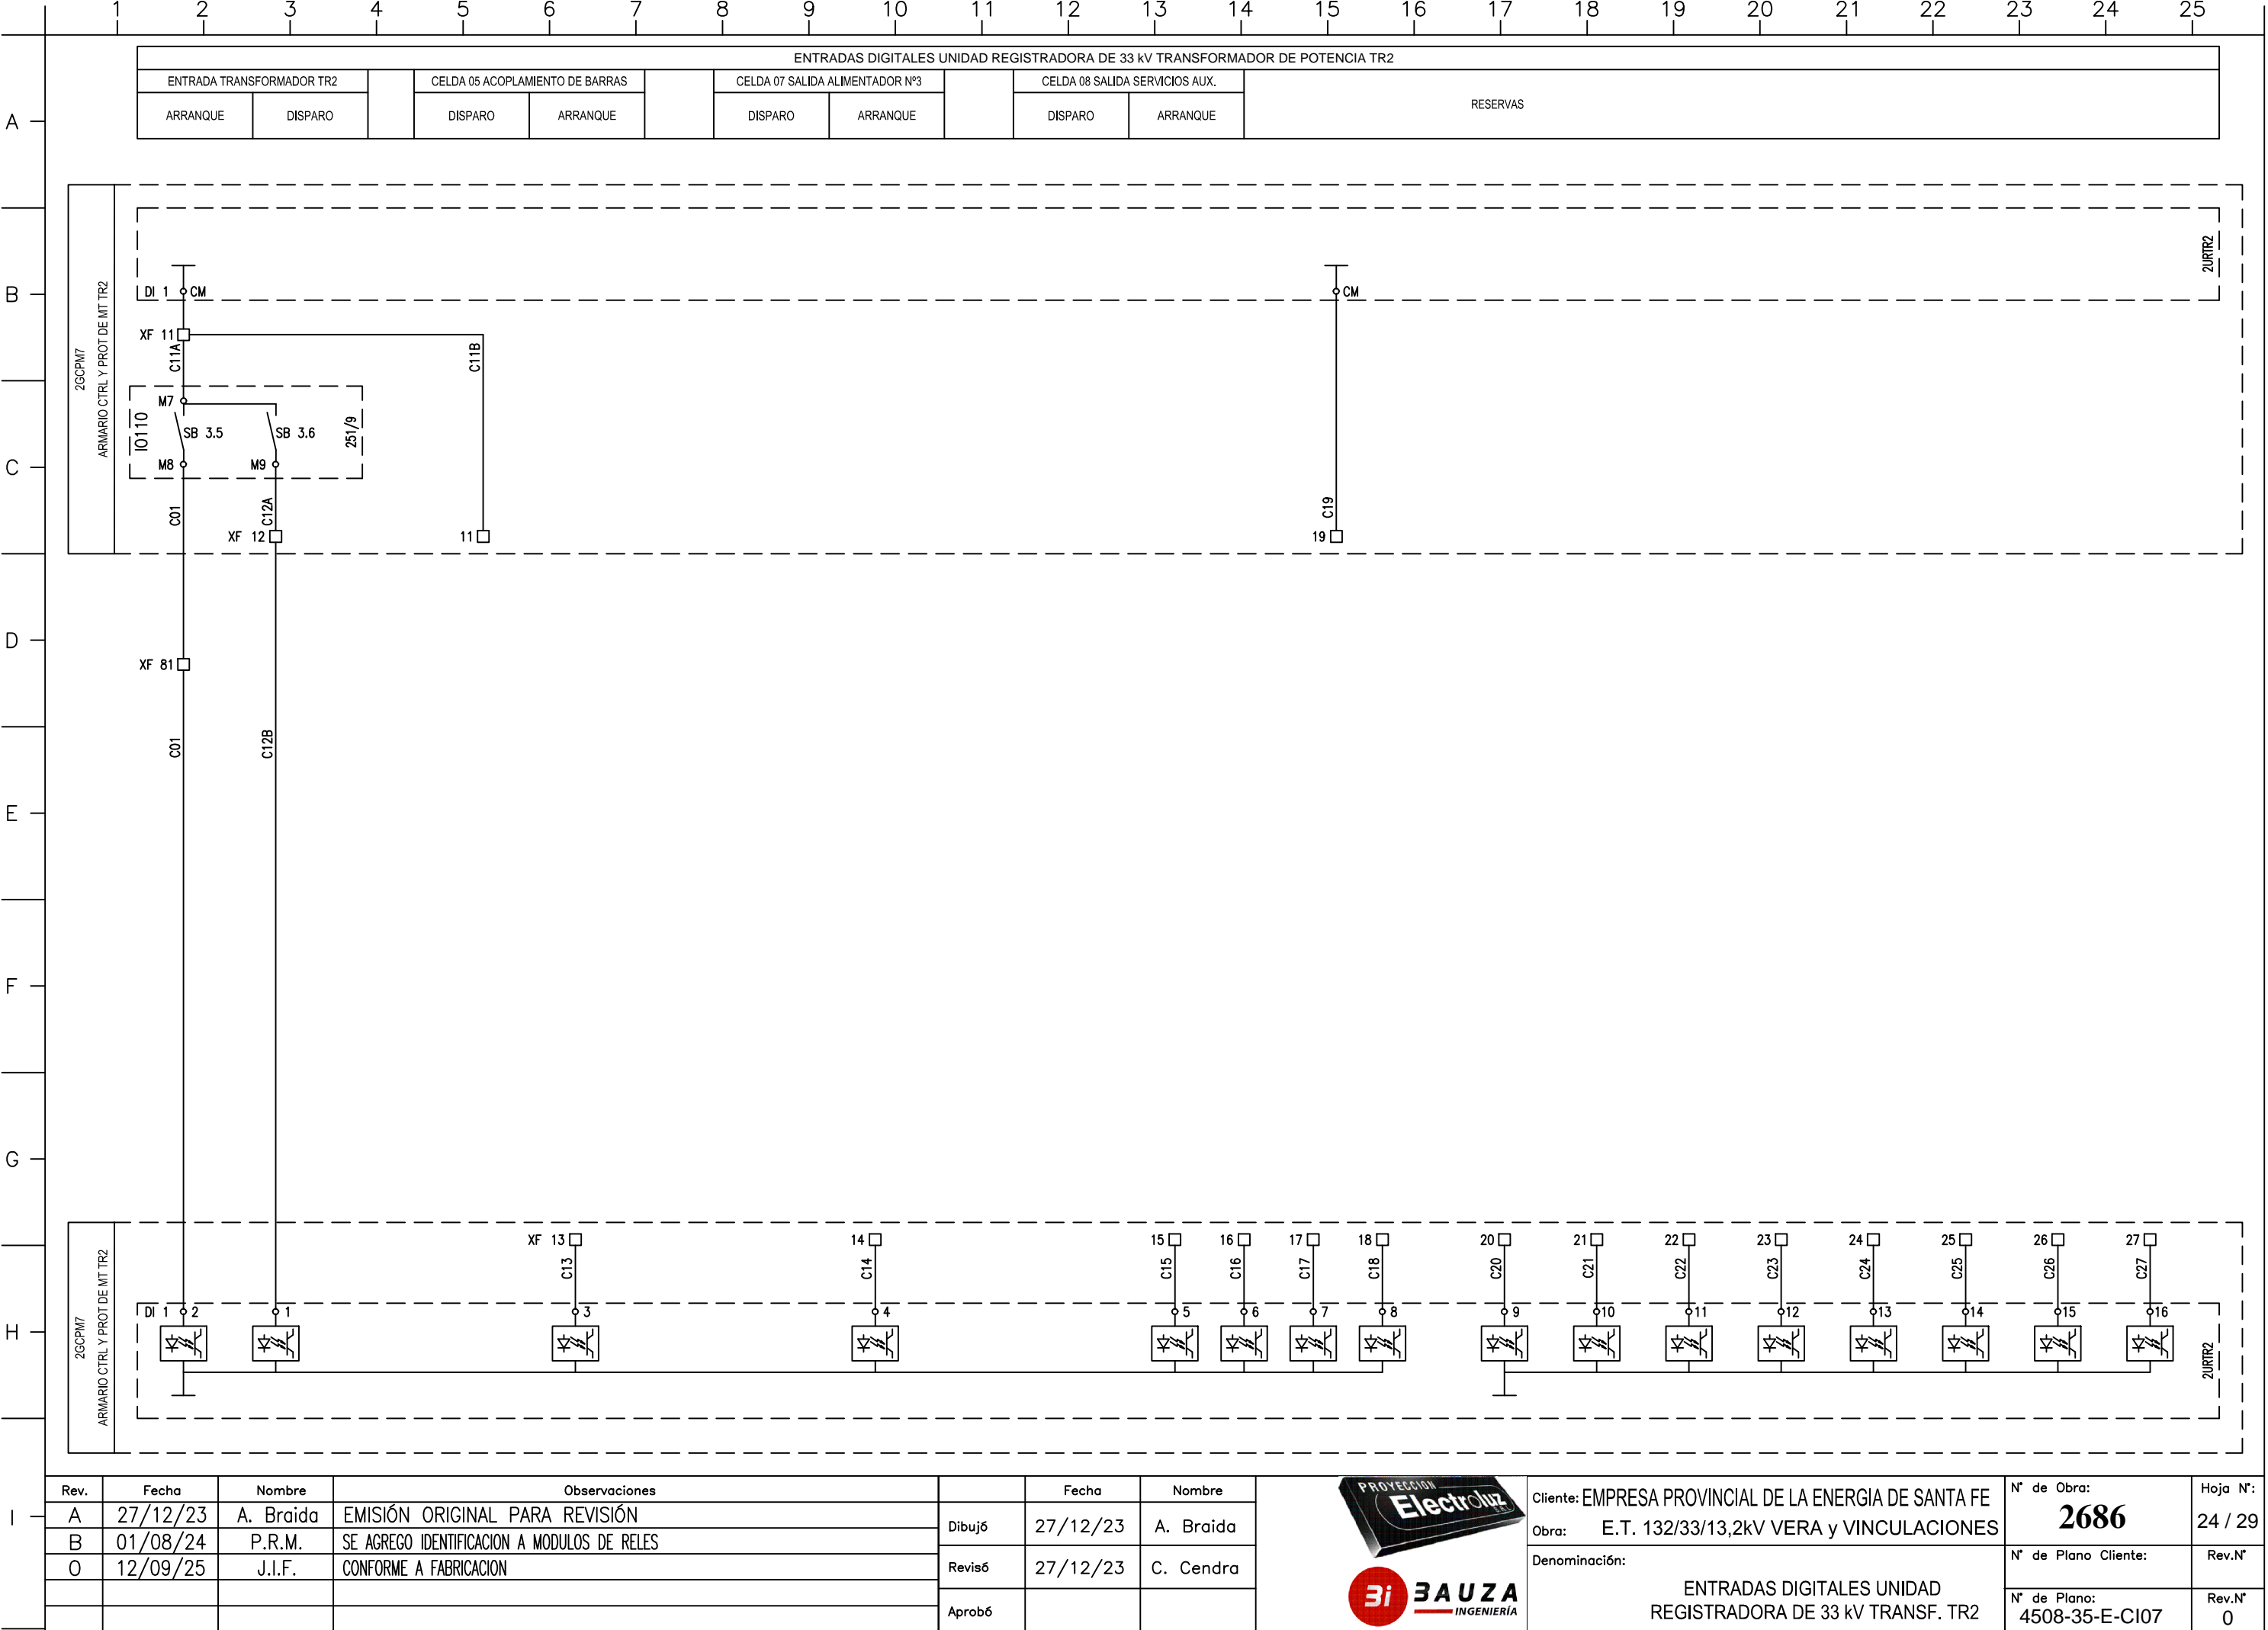 1 2 3 4 5 6 7 8 9 10 11 12 13 14 15 16 17 18 19 20 21 22 23 24 25
ENTRADAS DIGITALES UNIDAD REGISTRADORA DE 33 kV TRANSFORMADOR DE POTENCIA TR2
ENTRADA TRANSFORMADOR TR2 CELDA 05 ACOPLAMIENTO DE BARRAS CELDA 07 SALIDA ALIMENTADOR Nº3 CELDA 08 SALIDA SERVICIOS AUX.
RESERVAS
A ARRANQUE DISPARO DISPARO ARRANQUE DISPARO ARRANQUE DISPARO ARRANQUE
2GCPM7
ARMARIO CTRL Y PROT DE MT TR2
2URTR2
B DI 1 CM CM
XF 11
C11A C11B
M7
IO110 SB 3.5 SB 3.6 251/9
C M8 M9
C01 C12A C19
XF 12 11 19
D
XF 81
C01 C12B
E
F
G
2GCPM7
ARMARIO CTRL Y PROT DE MT TR2
XF 13 14 15 16 17 18 20 21 22 23 24 25 26 27
C13 C14 C15 C16 C17 C18 C20 C21 C22 C23 C24 C25 C26 C27
DI 1 2 1 3 4 5 6 7 8 9 10 11 12 13 14 15 16
H
2URTR2
I
Rev. Fecha Nombre Observaciones
A 27/12/23 A. Braida EMISIÓN ORIGINAL PARA REVISIÓN
B 01/08/24 P.R.M. SE AGREGO IDENTIFICACION A MODULOS DE RELES
0 12/09/25 J.I.F. CONFORME A FABRICACION
Fecha Nombre
Dibujó 27/12/23 A. Braida
Revisó 27/12/23 C. Cendra
Aprobó
PROYECCION
Electroluz
SRL
3i BAUZA
INGENIERÍA
Cliente: EMPRESA PROVINCIAL DE LA ENERGIA DE SANTA FE
Obra: E.T. 132/33/13,2kV VERA y VINCULACIONES
Denominación:
ENTRADAS DIGITALES UNIDAD
REGISTRADORA DE 33 kV TRANSF. TR2
N° de Obra:
2686
Hoja N°:
24 / 29
N° de Plano Cliente:
Rev.N°
N° de Plano:
4508-35-E-CI07
Rev.N°
0